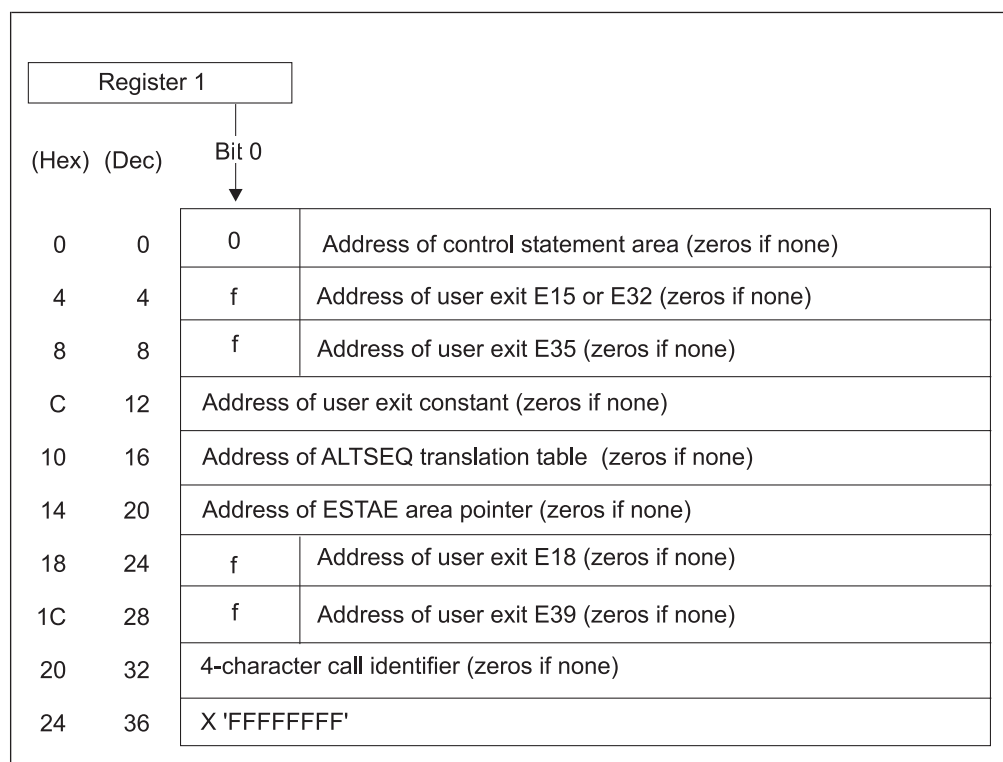 Register 1
(Hex) (Dec) Bit 0
0 0 0 Address of control statement area (zeros if none)
4 4 f Address of user exit E15 or E32 (zeros if none)
8 8 f Address of user exit E35 (zeros if none)
C 12 Address of user exit constant (zeros if none)
10 16 Address of ALTSEQ translation table (zeros if none)
14 20 Address of ESTAE area pointer (zeros if none)
18 24 f Address of user exit E18 (zeros if none)
1C 28 f Address of user exit E39 (zeros if none)
20 32 4-character call identifier (zeros if none)
24 36 X 'FFFFFFFF'